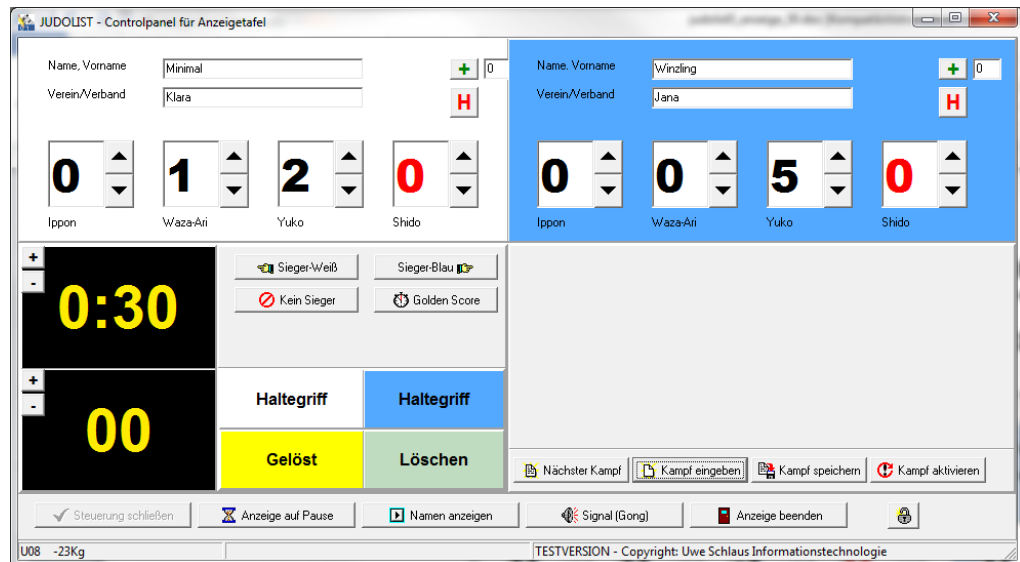 JUDOLIST - Controlpanel für Anzeigetafel
Name, Vorname Minimal + 0
Verein/Verband Klara H
0 1 2 0
Ippon Waza-Ari Yuko Shido
Name. Vorname Winzling + 0
Verein/Verband Jana H
0 0 5 0
Ippon Waza-Ari Yuko Shido
+
-
0:30
Sieger-Weiß Sieger-Blau
Kein Sieger Golden Score
+
-
00
Haltegriff Haltegriff
Gelöst Löschen
Nächster Kampf Kampf eingeben Kampf speichern Kampf aktivieren
Steuerung schließen Anzeige auf Pause Namen anzeigen Signal (Gong) Anzeige beenden
U08 -23Kg TESTVERSION - Copyright: Uwe Schlaus Informationstechnologie